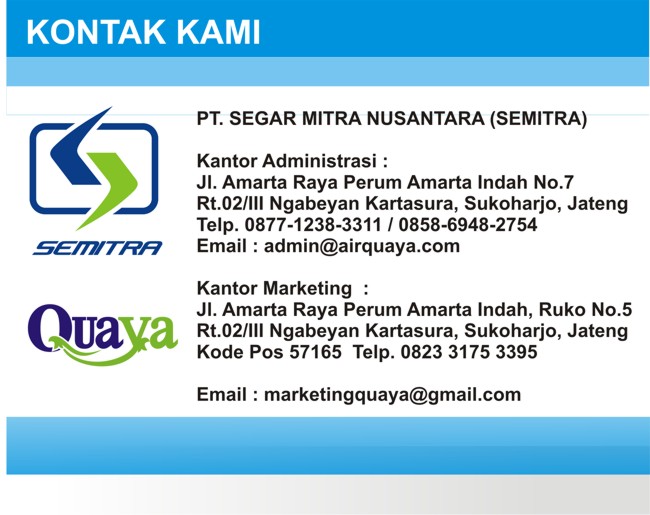 KONTAK KAMI
PT. SEGAR MITRA NUSANTARA (SEMITRA)
Kantor Administrasi :
Jl. Amarta Raya Perum Amarta Indah No.7
Rt.02/III Ngabeyan Kartasura, Sukoharjo, Jateng
Telp. 0877-1238-3311 / 0858-6948-2754
Email : admin@airquaya.com
SEMITRA
Kantor Marketing :
Jl. Amarta Raya Perum Amarta Indah, Ruko No.5
Rt.02/III Ngabeyan Kartasura, Sukoharjo, Jateng
Kode Pos 57165 Telp. 0823 3175 3395
Quaya
Email : marketingquaya@gmail.com